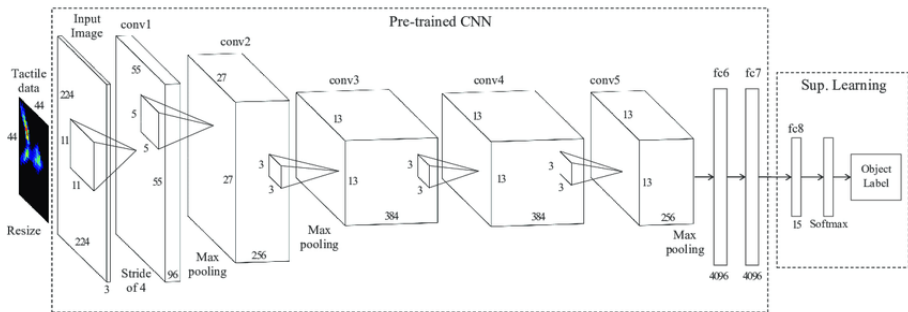 Pre-trained CNN
Input
Image
conv1
conv2
conv3
conv4
conv5
fc6
fc7
Sup. Learning
Tactile
data
44
44
Resize
224
11
11
224
3
55
5
5
55
Stride
of 4
96
27
27
Max
pooling
256
3
3
Max
pooling
13
13
384
3
3
13
13
384
3
3
13
13
256
Max
pooling
4096
4096
fc8
15
Softmax
Object
Label